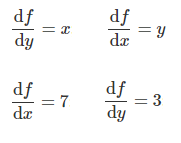 df/dy = x    df/dx = y
df/dx = 7    df/dy = 3